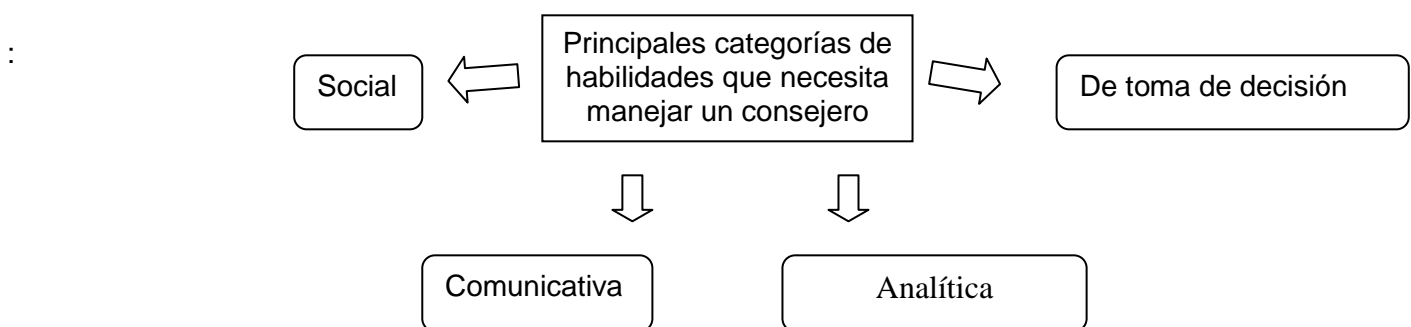 :
Principales categorías de
habilidades que necesita
manejar un consejero
Social
De toma de decisión
Comunicativa
Analítica